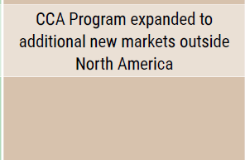 CCA Program expanded to
additional new markets outside
North America